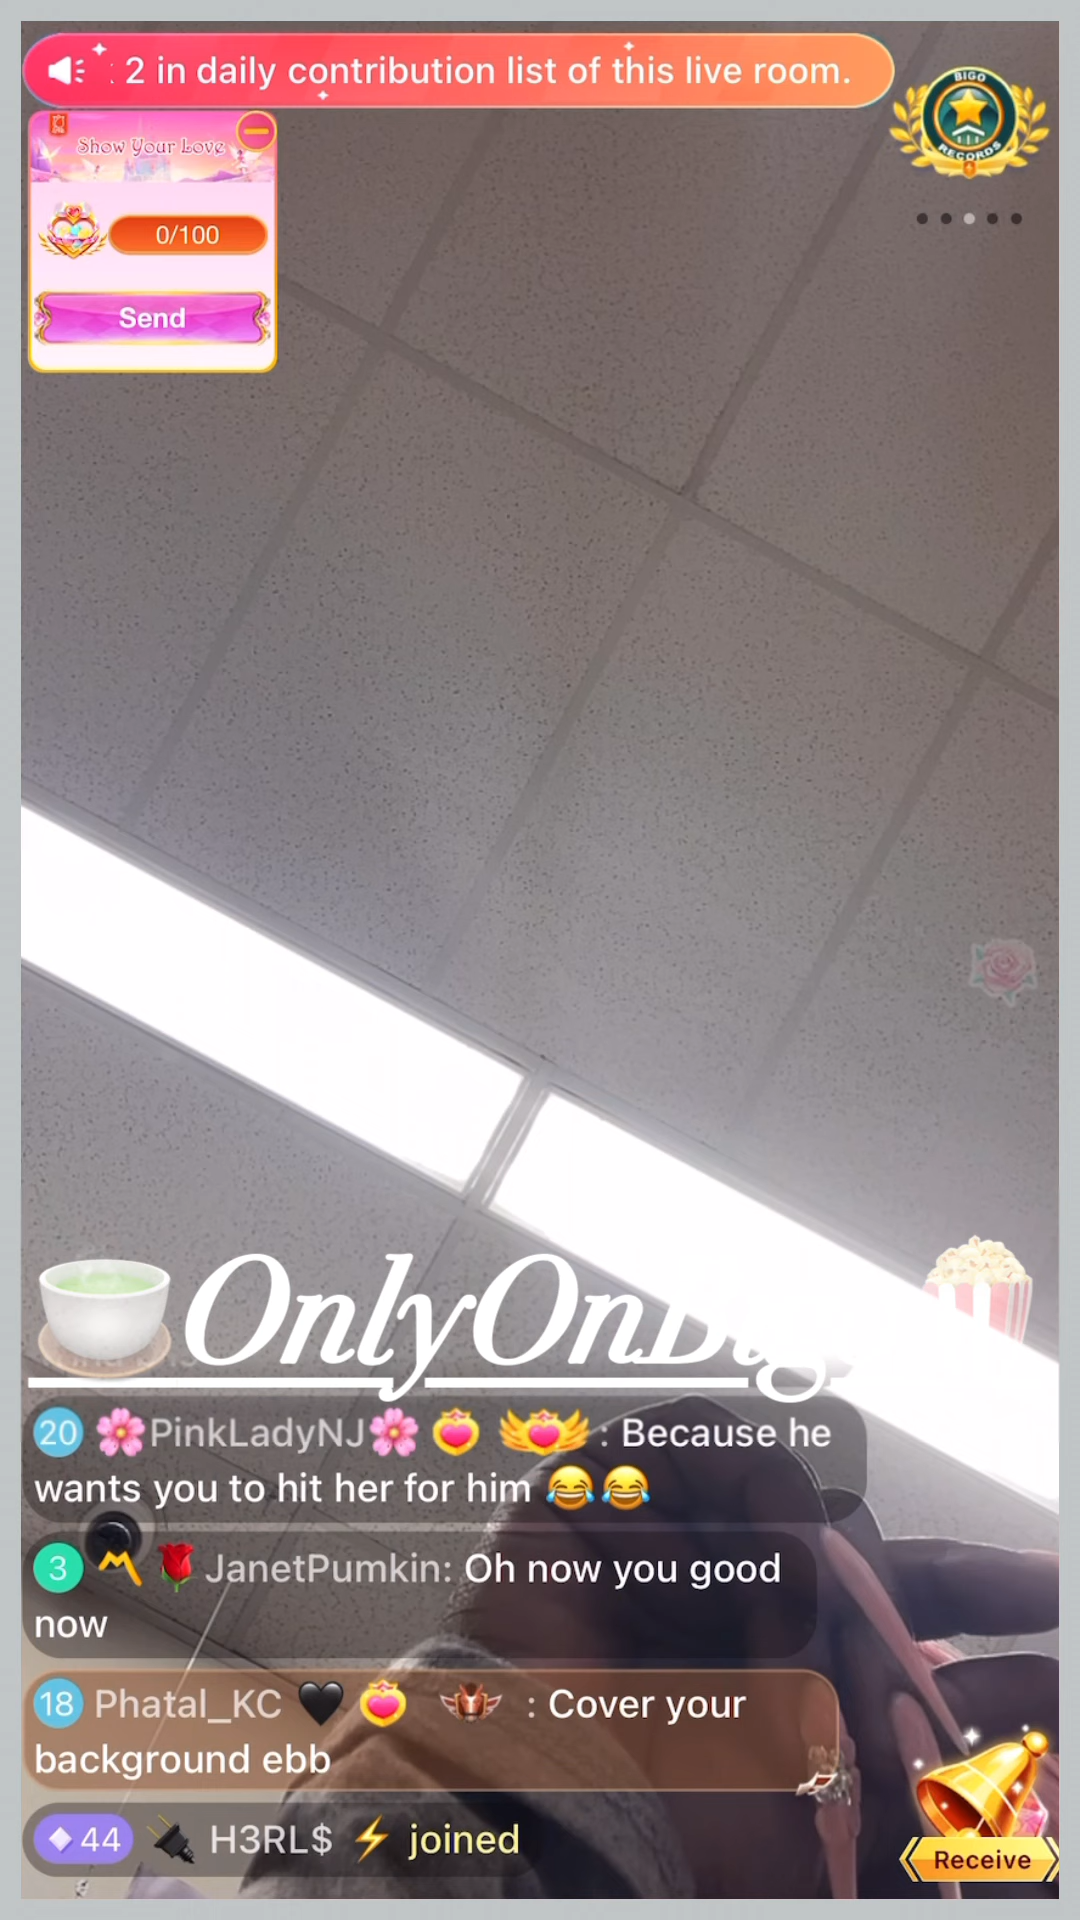 : 2 in daily contribution list of this live room.
BIGO
RECORDS
Show Your Love
0/100
Send
🍵OnlyOnBigo🍿
20 🌸PinkLadyNJ🌸 : Because he
wants you to hit her for him 😂😂
3 〽️🌹JanetPumkin: Oh now you good
now
18 Phatal_KC 🖤 : Cover your
background ebb
44 🔌 H3RL$ ⚡ joined
Receive